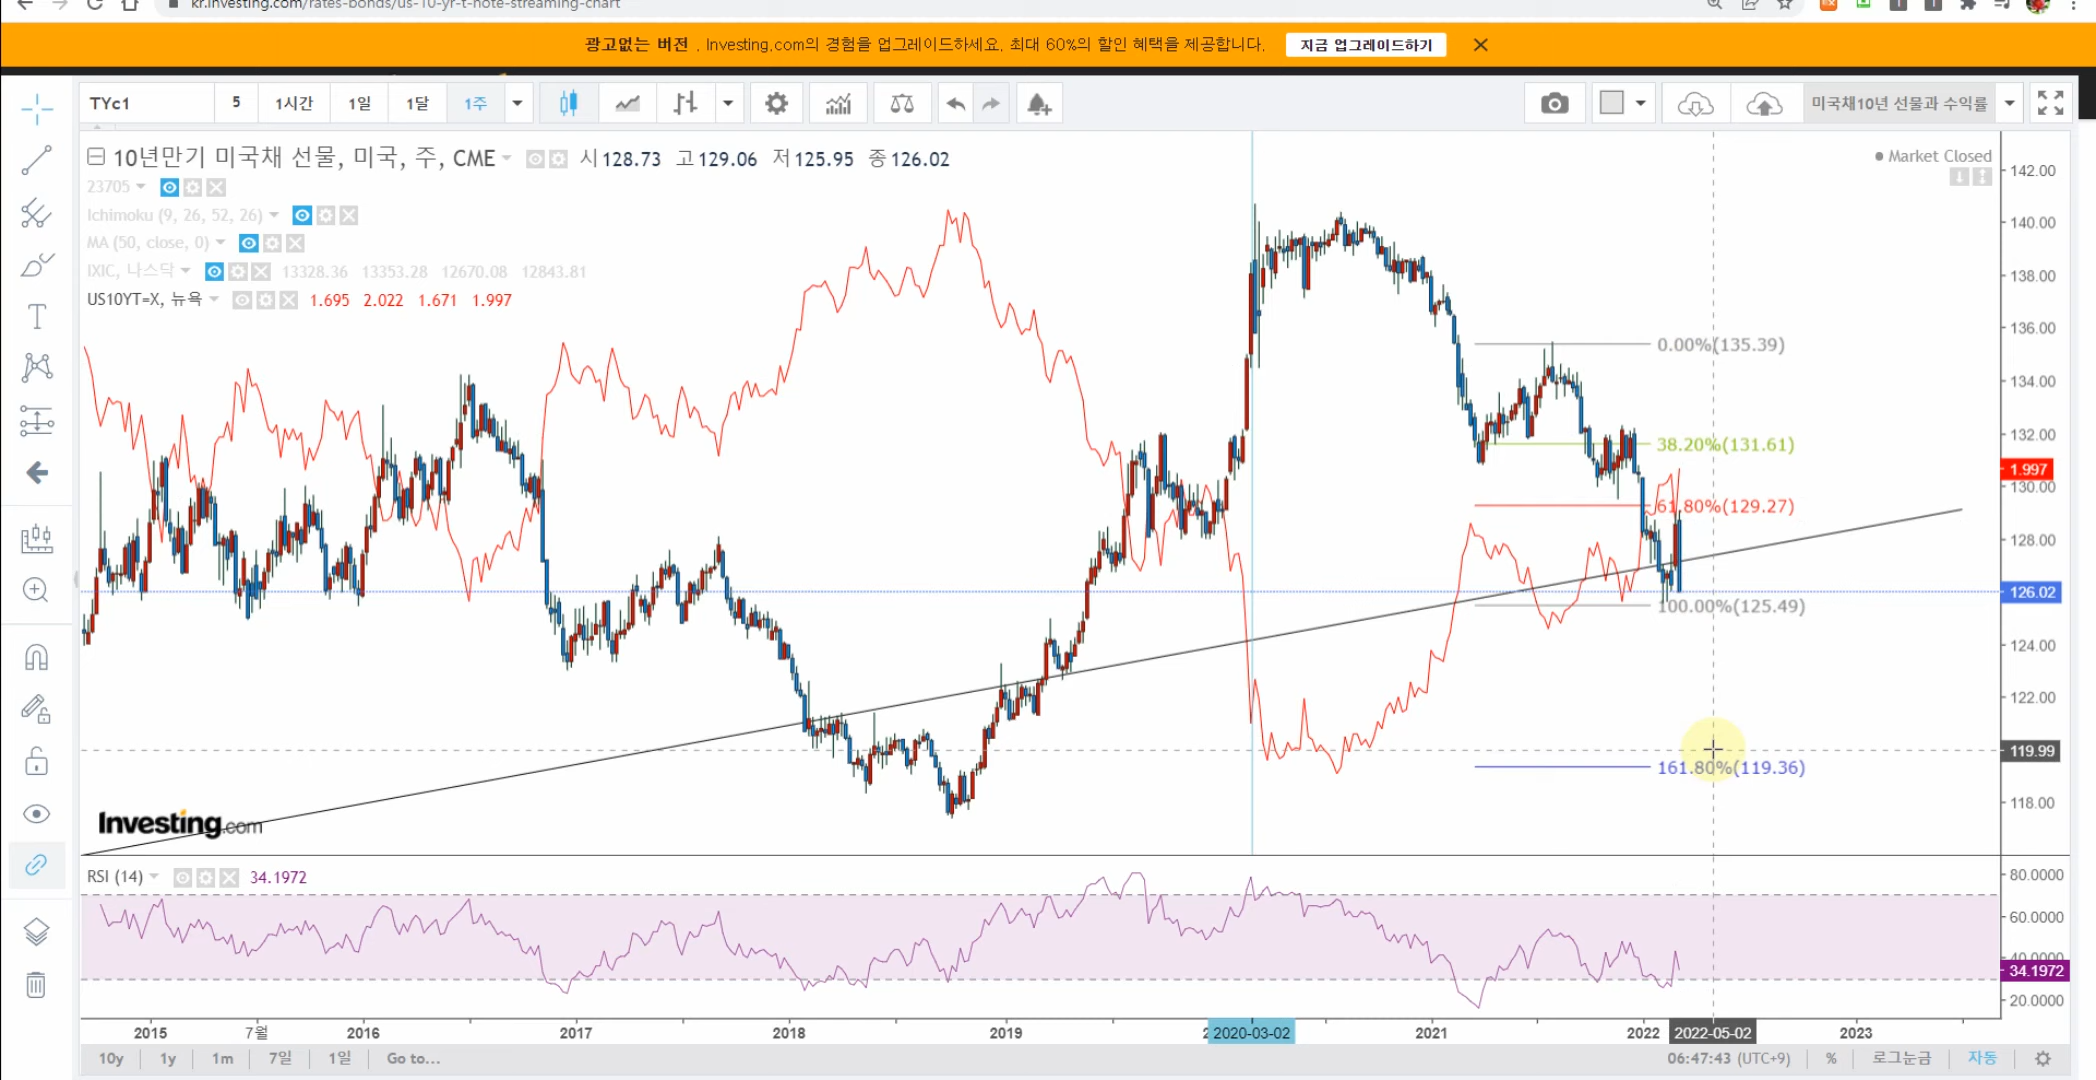 kr.investing.com/rates-bonds/us-10-yr-t-note-streaming-chart
광고없는 버전 . Investing.com의 경험을 업그레이드하세요. 최대 60%의 할인 혜택을 제공합니다. 지금 업그레이드하기
TYc1 5 1시간 1일 1달 1주 미국채10년 선물과 수익률
10년만기 미국채 선물, 미국, 주, CME 시 128.73 고 129.06 저 125.95 종 126.02
Market Closed
23705
Ichimoku (9, 26, 52, 26)
MA (50, close, 0)
IXIC, 나스닥 13328.36 13353.28 12670.08 12843.81
US10YT=X, 뉴욕 1.695 2.022 1.671 1.997
142.00
140.00
138.00
136.00
0.00%(135.39)
134.00
132.00
38.20%(131.61)
1.997
130.00
61.80%(129.27)
128.00
126.02
100.00%(125.49)
124.00
122.00
119.99
161.80%(119.36)
118.00
Investing.com
RSI (14) 34.1972
80.0000
60.0000
40.0000
34.1972
20.0000
2015 7월 2016 2017 2018 2019 2020-03-02 2021 2022 2022-05-02 2023
10y 1y 1m 7일 1일 Go to... 06:47:43 (UTC+9) % 로그눈금 자동